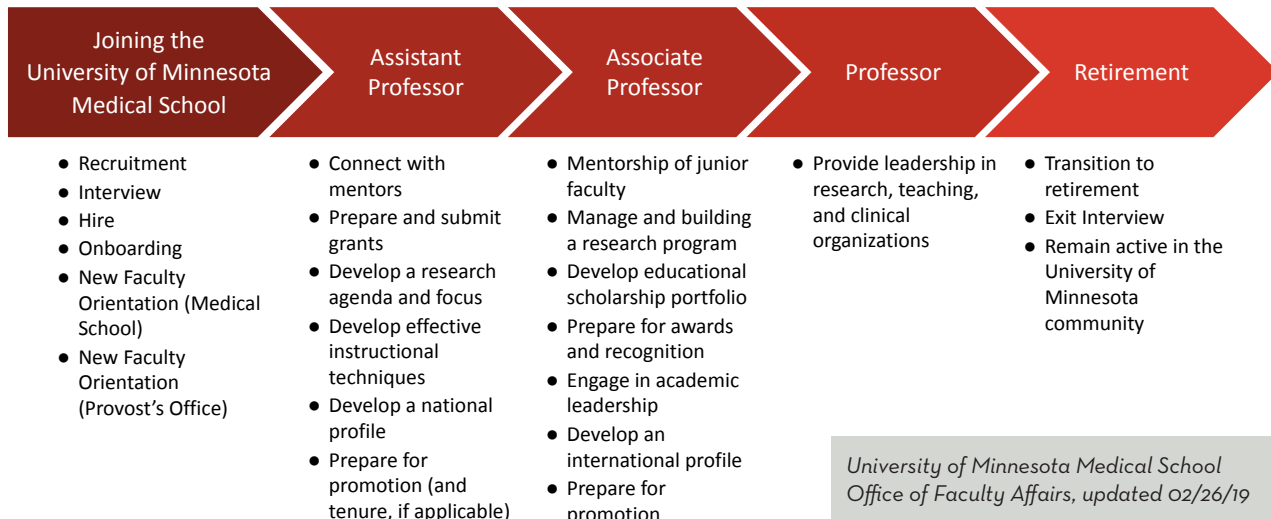 Joining the
University of Minnesota
Medical School
Assistant
Professor
Associate
Professor
Professor
Retirement
● Recruitment
● Interview
● Hire
● Onboarding
● New Faculty
Orientation (Medical
School)
● New Faculty
Orientation
(Provost's Office)
● Connect with
mentors
● Prepare and submit
grants
● Develop a research
agenda and focus
● Develop effective
instructional
techniques
● Develop a national
profile
● Prepare for
promotion (and
tenure, if applicable)
● Mentorship of junior
faculty
● Manage and building
a research program
● Develop educational
scholarship portfolio
● Prepare for awards
and recognition
● Engage in academic
leadership
● Develop an
international profile
● Prepare for
promotion
● Provide leadership in
research, teaching,
and clinical
organizations
● Transition to
retirement
● Exit Interview
● Remain active in the
University of
Minnesota
community
University of Minnesota Medical School
Office of Faculty Affairs, updated 02/26/19